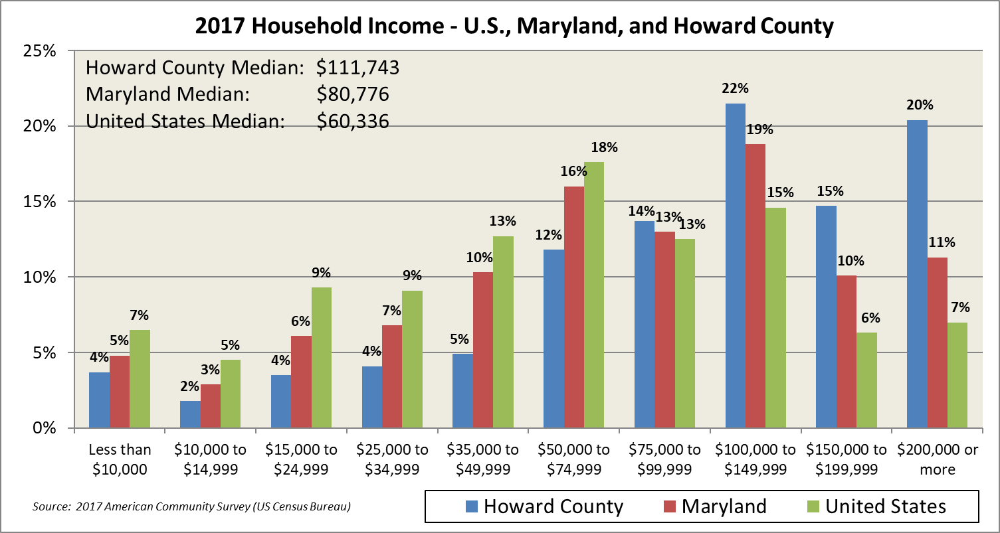 2017 Household Income - U.S., Maryland, and Howard County
25%
20%
15%
10%
5%
0%
Howard County Median: $111,743
Maryland Median: $80,776
United States Median: $60,336
4% 5% 7%
2% 3% 5%
4% 6% 9%
4% 7% 9%
5% 10% 13%
12% 16% 18%
14% 13% 13%
22% 19% 15%
15% 10% 6%
20% 11% 7%
Less than
$10,000
$10,000 to
$14,999
$15,000 to
$24,999
$25,000 to
$34,999
$35,000 to
$49,999
$50,000 to
$74,999
$75,000 to
$99,999
$100,000 to
$149,999
$150,000 to
$199,999
$200,000 or
more
Source: 2017 American Community Survey (US Census Bureau)
Howard County Maryland United States